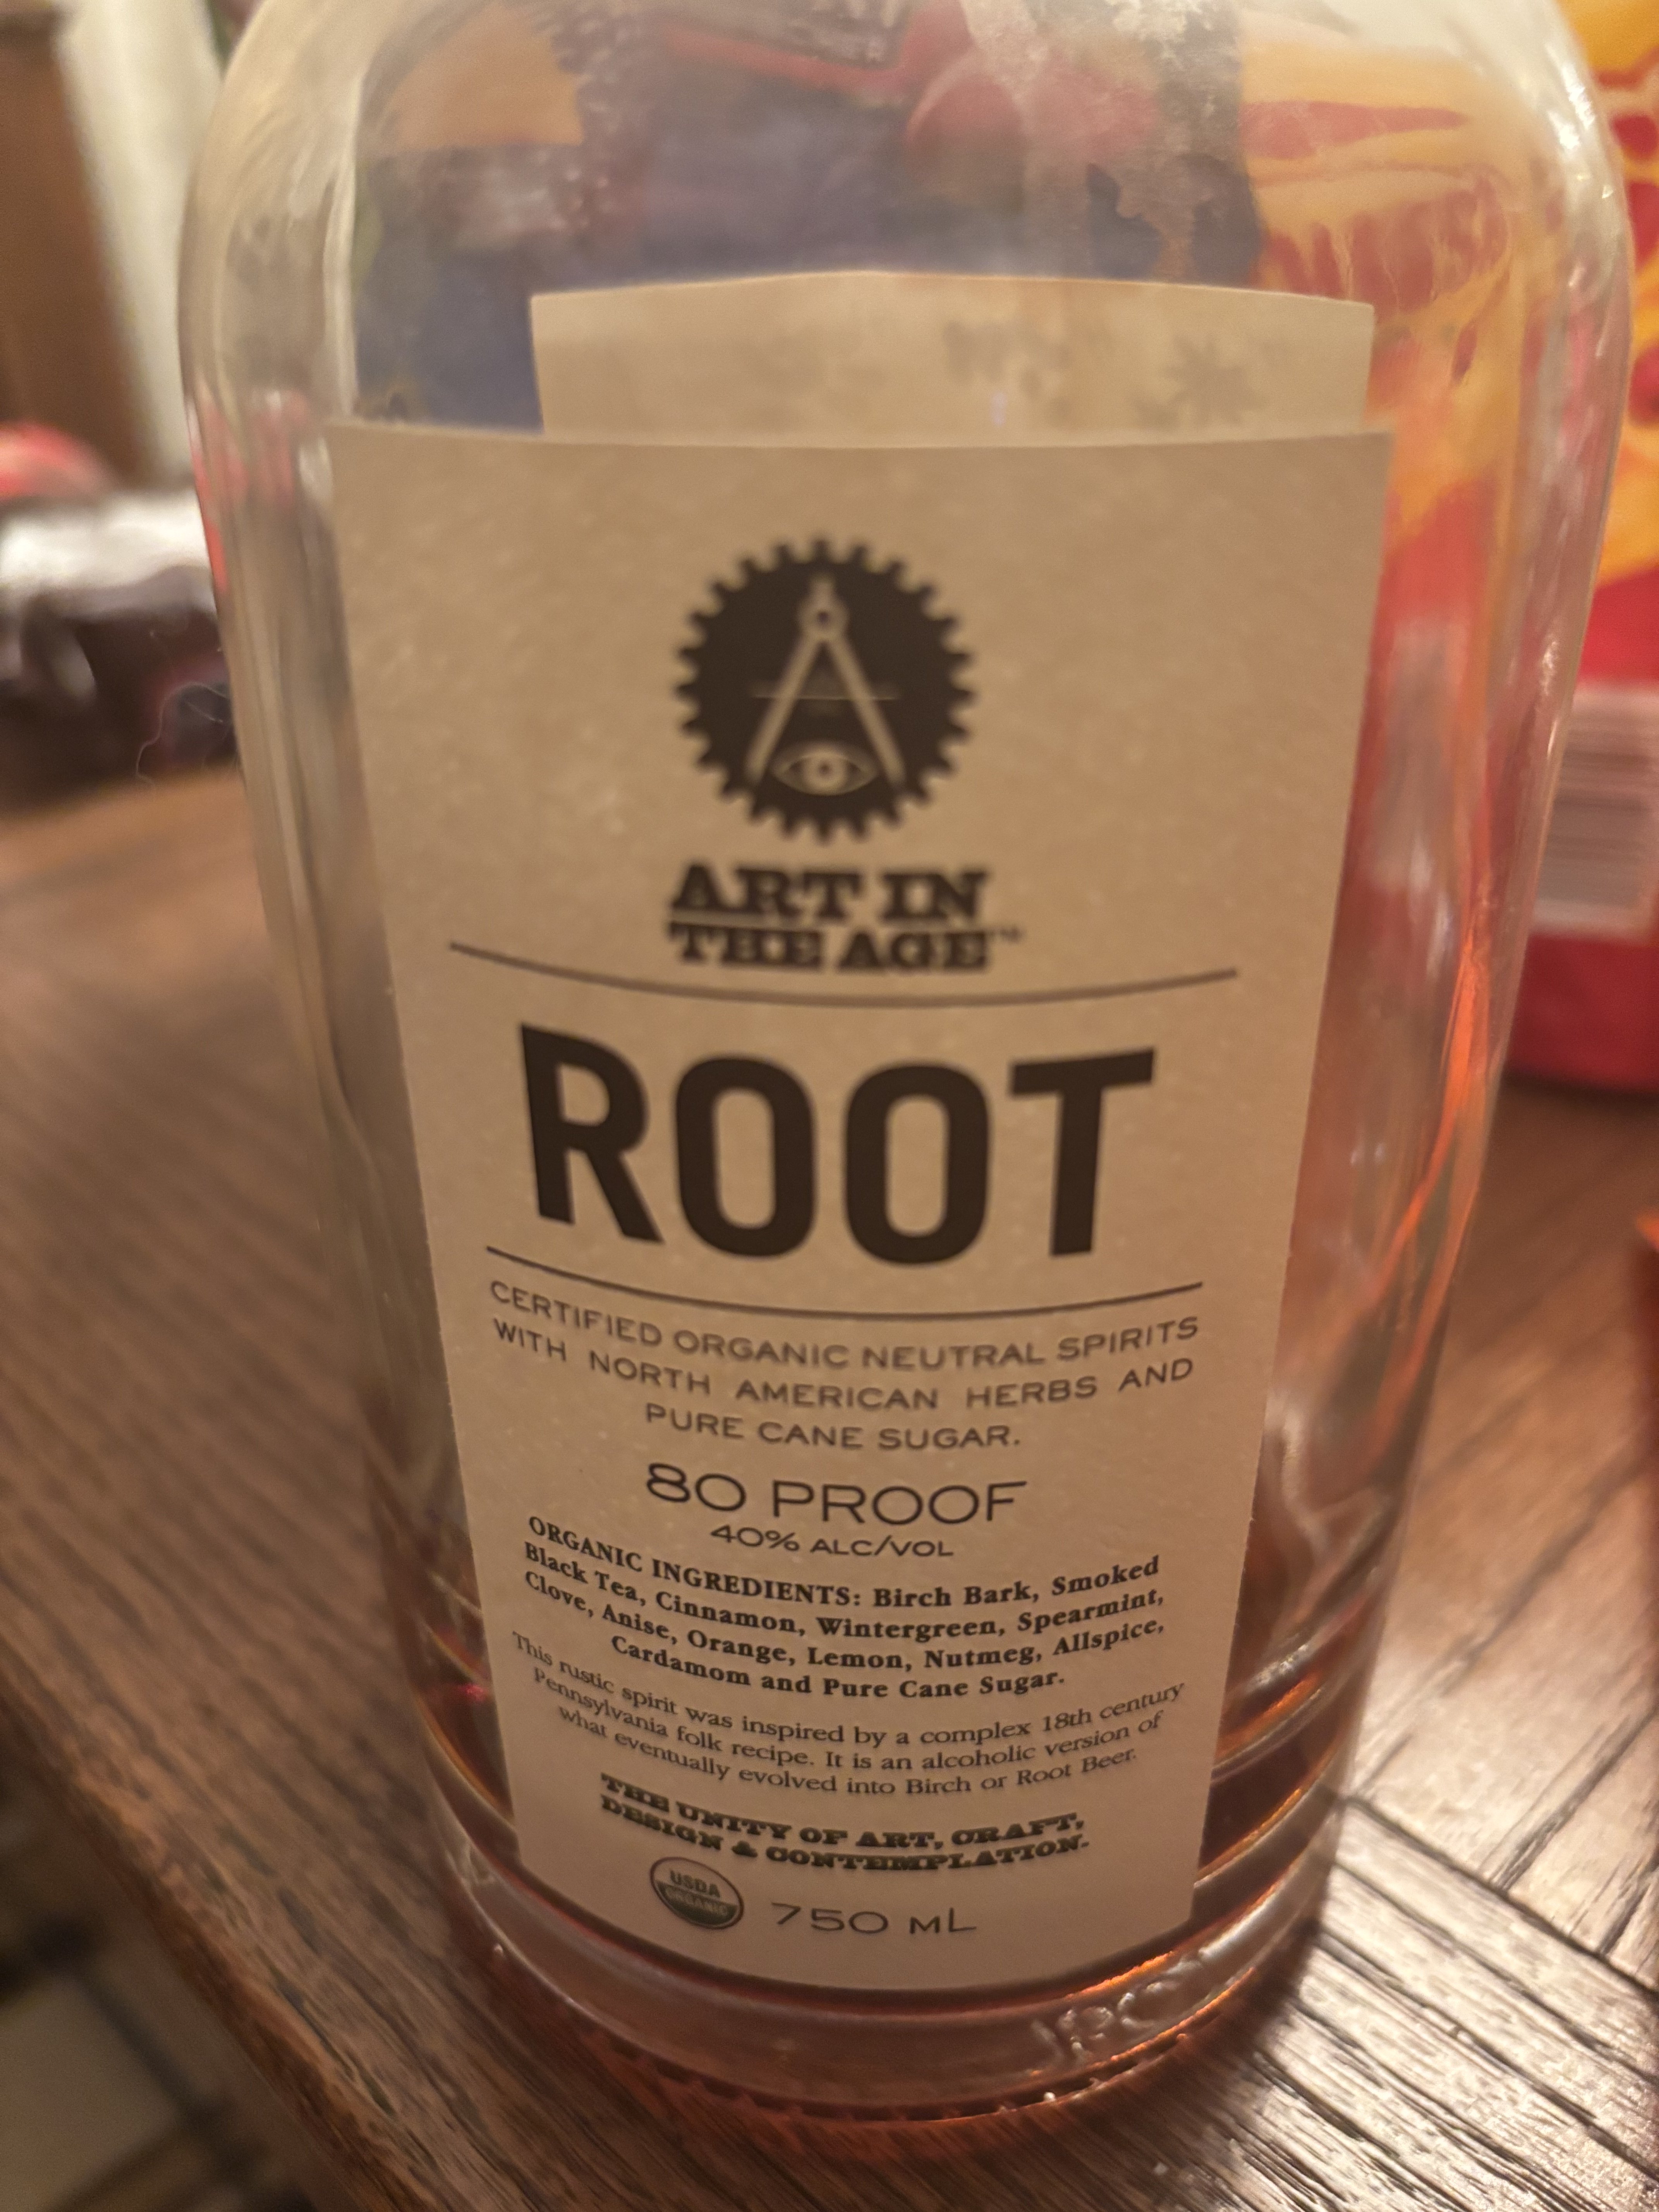 ART IN
THE AGE™
ROOT
CERTIFIED ORGANIC NEUTRAL SPIRITS
WITH NORTH AMERICAN HERBS AND
PURE CANE SUGAR.
80 PROOF
40% ALC/VOL
ORGANIC INGREDIENTS: Birch Bark, Smoked
Black Tea, Cinnamon, Wintergreen, Spearmint,
Clove, Anise, Orange, Lemon, Nutmeg, Allspice,
Cardamom and Pure Cane Sugar.
This rustic spirit was inspired by a complex 18th century
Pennsylvania folk recipe. It is an alcoholic version of
what eventually evolved into Birch or Root Beer.
THE UNITY OF ART, CRAFT,
DESIGN & CONTEMPLATION.
USDA
ORGANIC
750 ML